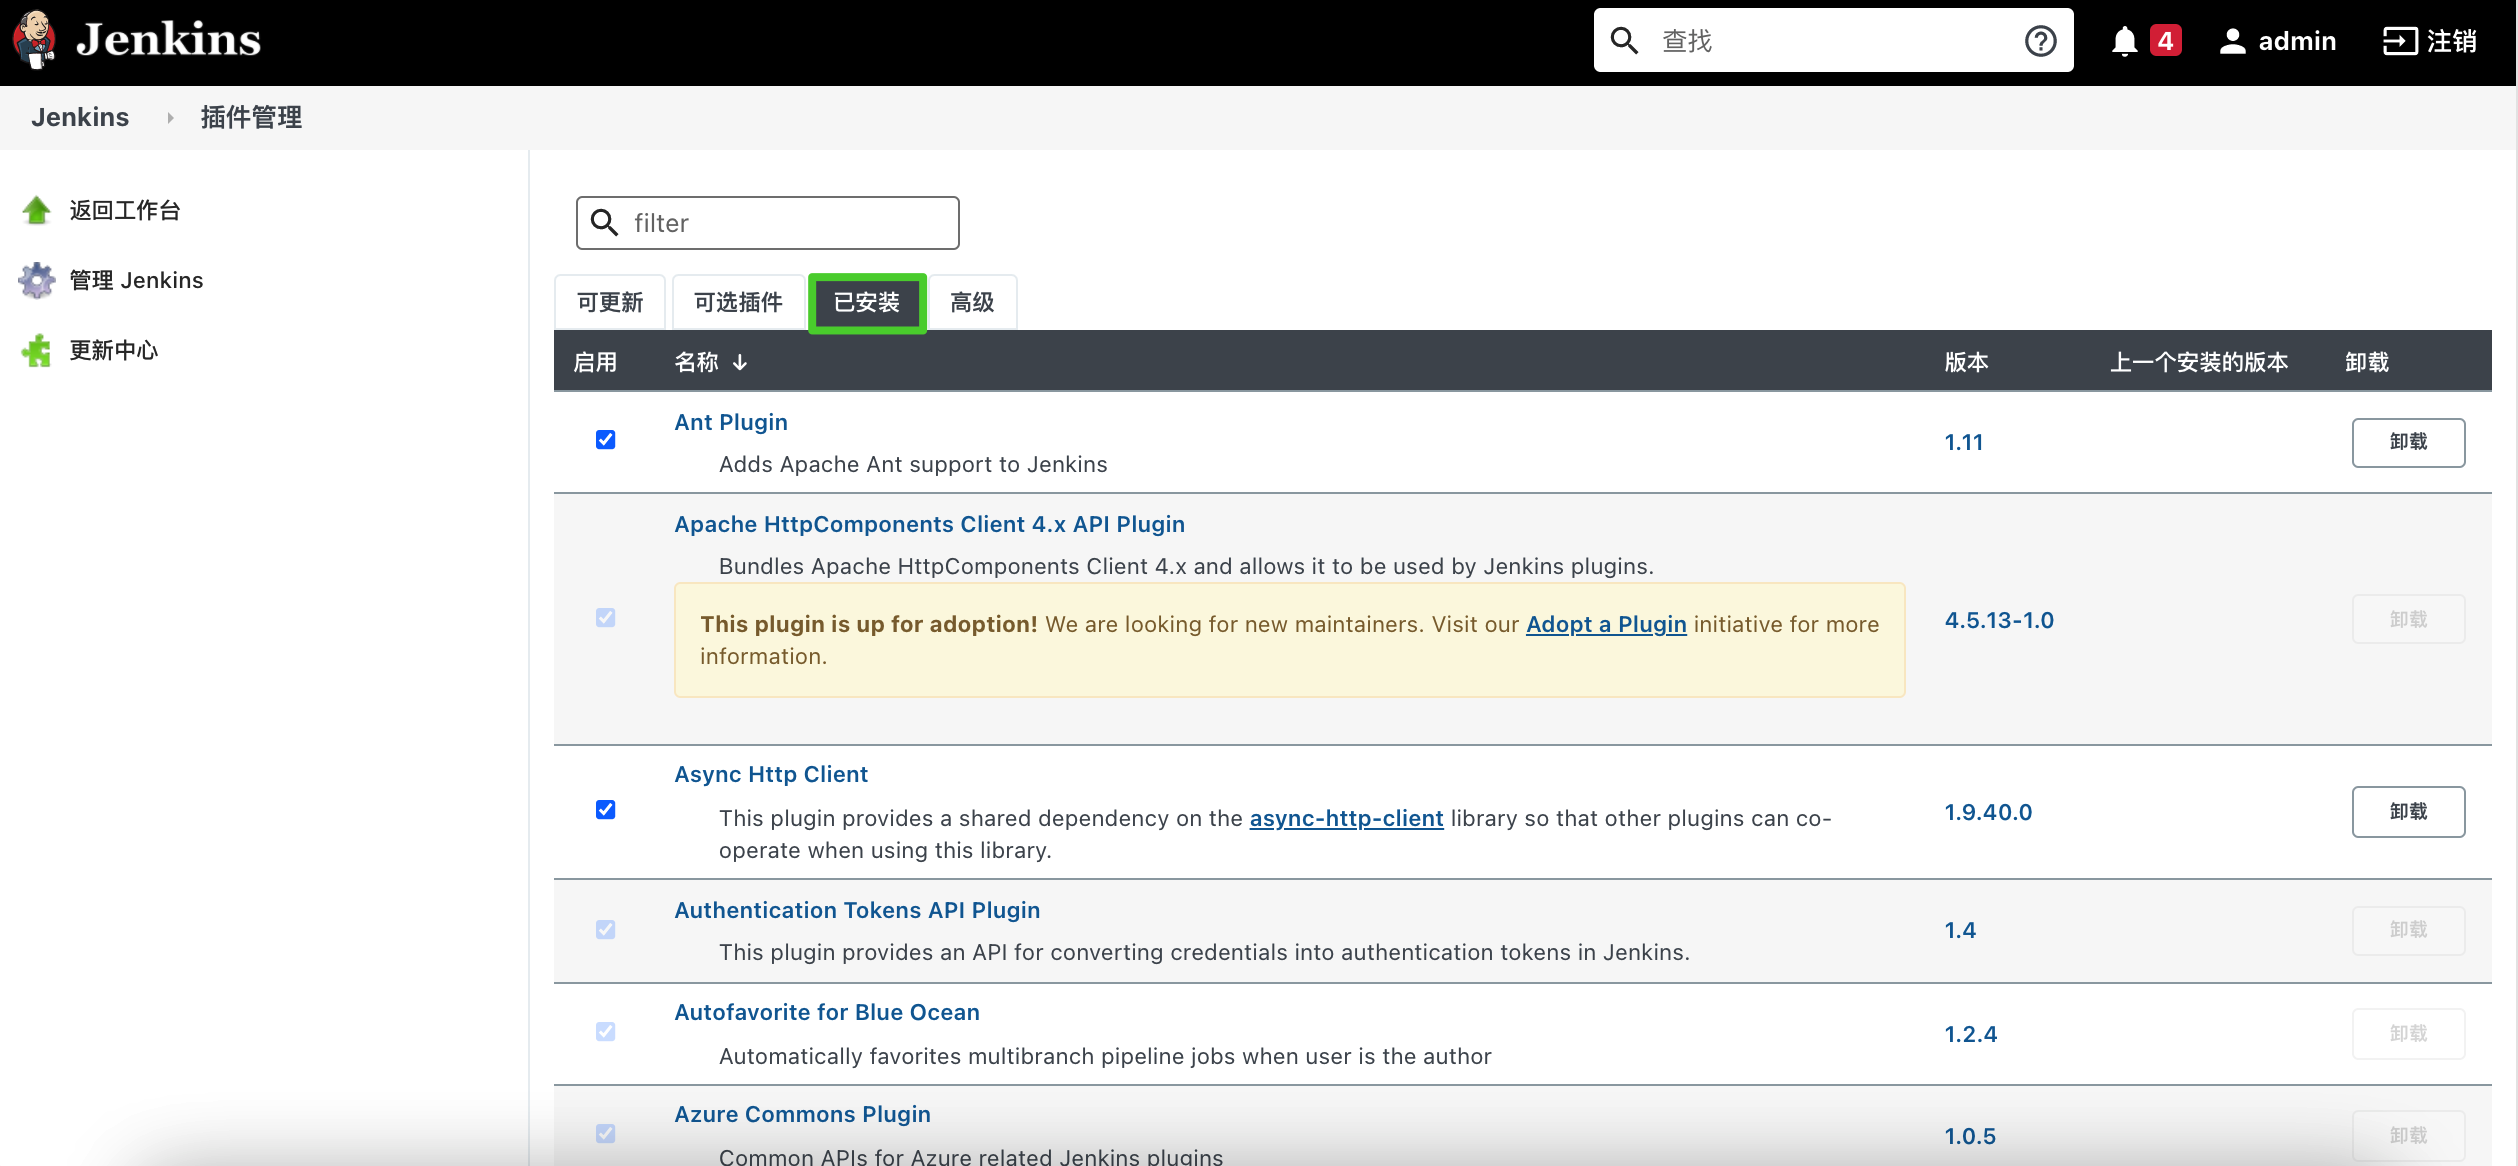 Jenkins
查找
4
admin
注销
Jenkins
插件管理
返回工作台
管理 Jenkins
更新中心
filter
可更新
可选插件
已安装
高级
启用 名称 ↓ 版本 上一个安装的版本 卸载
Ant Plugin
Adds Apache Ant support to Jenkins
1.11
卸载
Apache HttpComponents Client 4.x API Plugin
Bundles Apache HttpComponents Client 4.x and allows it to be used by Jenkins plugins.
This plugin is up for adoption! We are looking for new maintainers. Visit our Adopt a Plugin initiative for more
information.
4.5.13-1.0
卸载
Async Http Client
This plugin provides a shared dependency on the async-http-client library so that other plugins can co-
operate when using this library.
1.9.40.0
卸载
Authentication Tokens API Plugin
This plugin provides an API for converting credentials into authentication tokens in Jenkins.
1.4
卸载
Autofavorite for Blue Ocean
Automatically favorites multibranch pipeline jobs when user is the author
1.2.4
卸载
Azure Commons Plugin
Common APIs for Azure related Jenkins plugins
1.0.5
卸载